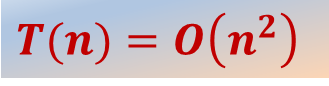 T(n) = O(n²)